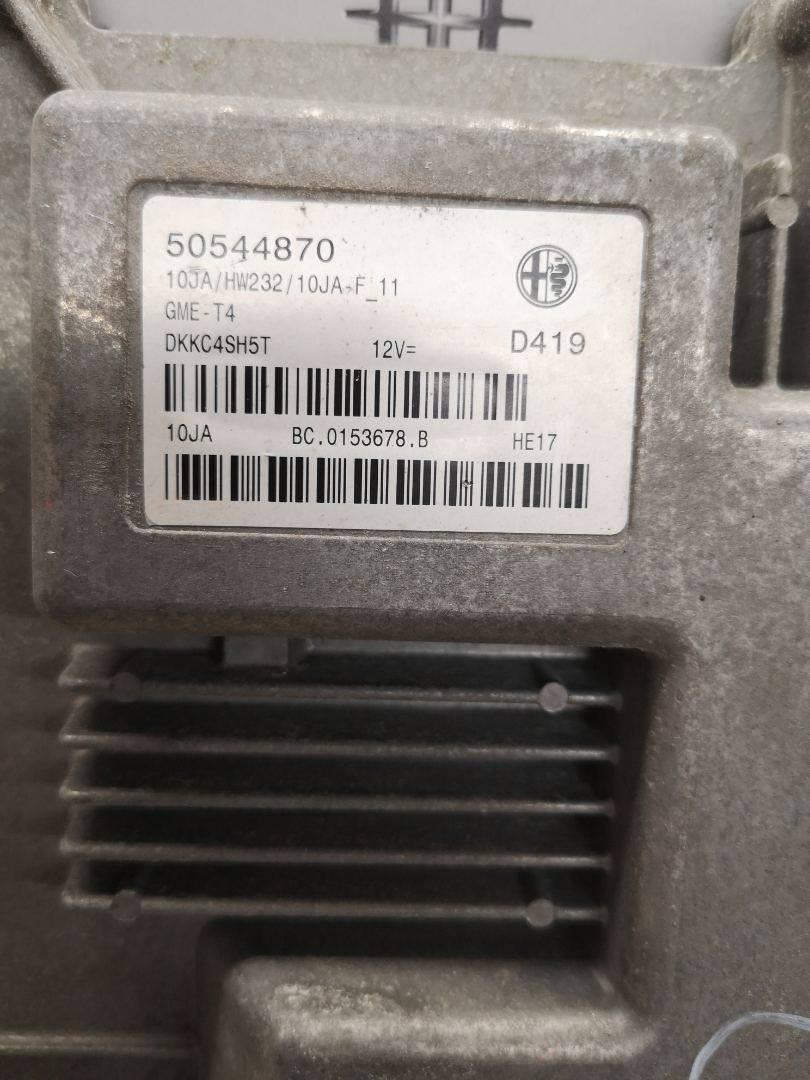 50544870
10JA/HW232/10JA-F_11
GME-T4
DKKC4SH5T 12V= D419
10JA BC.0153678.B HE17